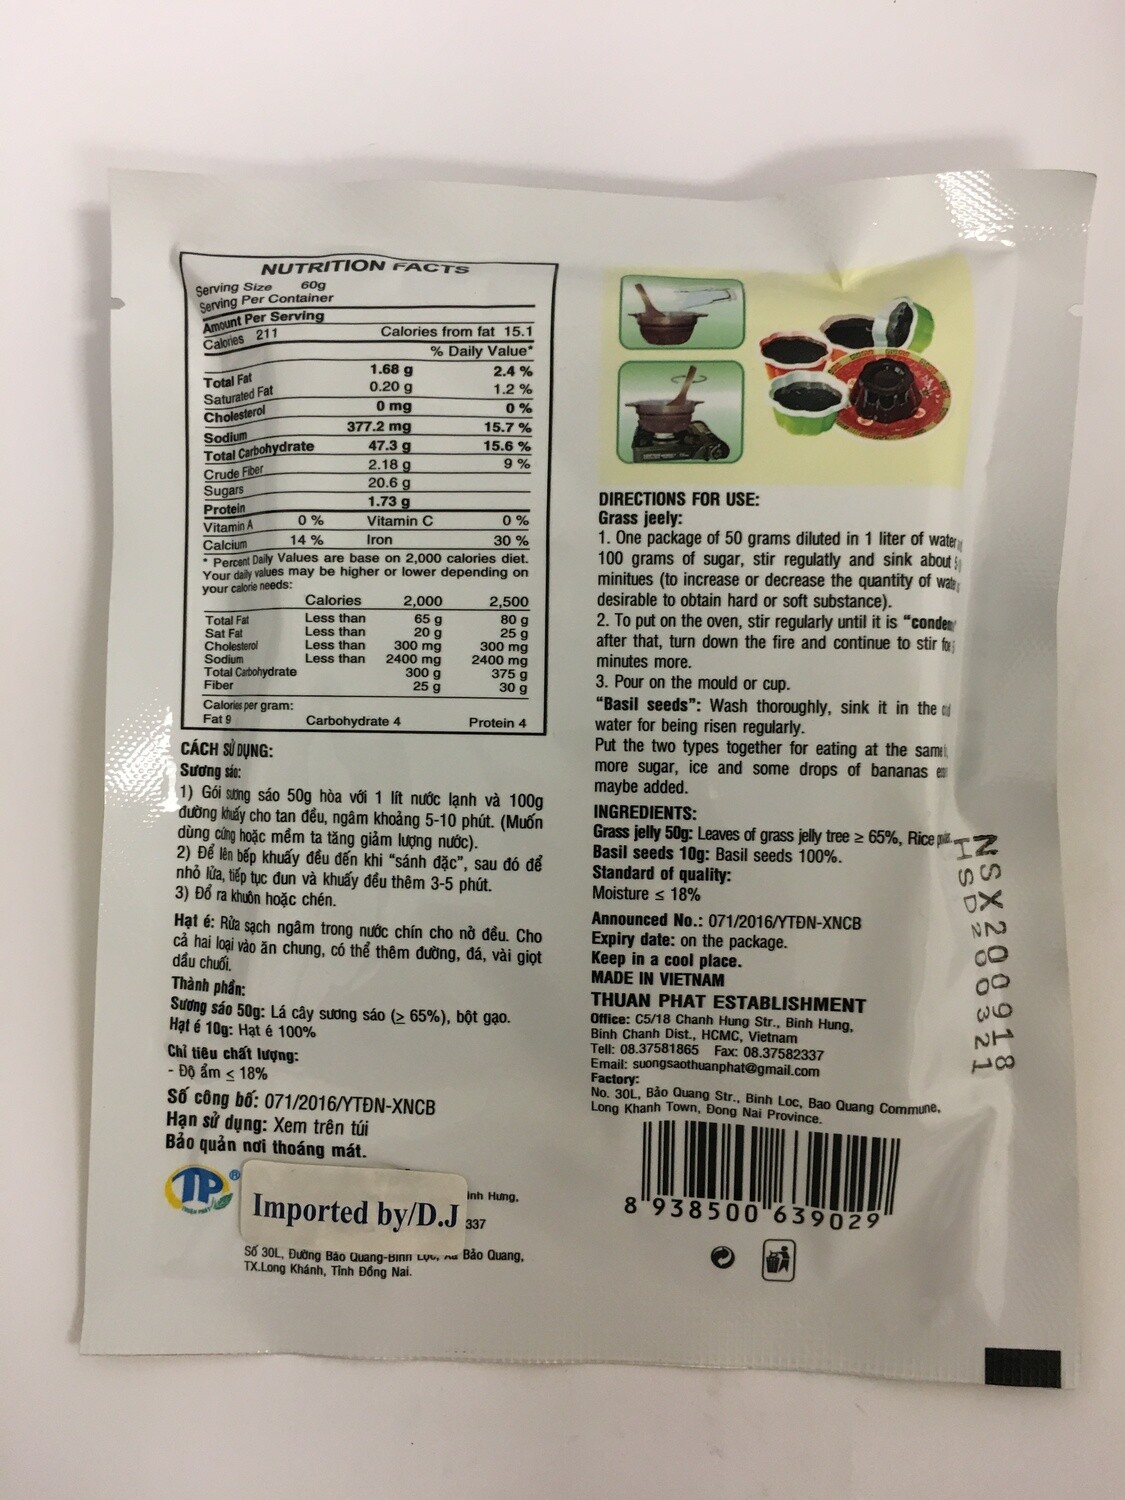 NUTRITION FACTS
Serving Size 60g
Serving Per Container
Amount Per Serving
Calories 211 Calories from fat 15.1
% Daily Value*
Total Fat 1.68 g 2.4 %
Saturated Fat 0.20 g 1.2 %
Cholesterol 0 mg 0 %
Sodium 377.2 mg 15.7 %
Total Carbohydrate 47.3 g 15.6 %
Crude Fiber 2.18 g 9 %
Sugars 20.6 g
Protein 1.73 g
Vitamin A 0 % Vitamin C 0 %
Calcium 14 % Iron 30 %
* Percent Daily Values are base on 2,000 calories diet.
Your daily values may be higher or lower depending on
your calorie needs:
Calories 2,000 2,500
Total Fat Less than 65 g 80 g
Sat Fat Less than 20 g 25 g
Cholesterol Less than 300 mg 300 mg
Sodium Less than 2400 mg 2400 mg
Total Carbohydrate 300 g 375 g
Fiber 25 g 30 g
Calories per gram:
Fat 9 Carbohydrate 4 Protein 4
CÁCH SỬ DỤNG:
Sương sáo:
1) Gói sương sáo 50g hòa với 1 lít nước lạnh và 100g
đường khuấy cho tan đều, ngâm khoảng 5-10 phút. (Muốn
dùng cứng hoặc mềm ta tăng giảm lượng nước).
2) Để lên bếp khuấy đều đến khi “sánh đặc”, sau đó để
nhỏ lửa, tiếp tục đun và khuấy đều thêm 3-5 phút.
3) Đổ ra khuôn hoặc chén.
Hạt é: Rửa sạch ngâm trong nước chín cho nở đều. Cho
cả hai loại vào ăn chung, có thể thêm đường, đá, vài giọt
dầu chuối.
Thành phần:
Sương sáo 50g: Lá cây sương sáo (≥ 65%), bột gạo.
Hạt é 10g: Hạt é 100%
Chỉ tiêu chất lượng:
- Độ ẩm ≤ 18%
Số công bố: 071/2016/YTĐN-XNCB
Hạn sử dụng: Xem trên túi
Bảo quản nơi thoáng mát.
TP ®
Imported by/D.J
inh Hưng,
337
Số 30L, Đường Bảo Quang-Bình Bảo Quang,
TX.Long Khánh, Tỉnh Đồng Nai.
DIRECTIONS FOR USE:
Grass jeely:
1. One package of 50 grams diluted in 1 liter of water
100 grams of sugar, stir regulatly and sink about
minitues (to increase or decrease the quantity of
desirable to obtain hard or soft substance).
2. To put on the oven, stir regularly until it is
after that, turn down the fire and continue to stir
minutes more.
3. Pour on the mould or cup.
“Basil seeds”: Wash thoroughly, sink it in the
water for being risen regularly.
Put the two types together for eating at the
more sugar, ice and some drops of bananas
maybe added.
INGREDIENTS:
Grass jelly 50g: Leaves of grass jelly tree ≥ 65%, Rice
Basil seeds 10g: Basil seeds 100%.
Standard of quality:
Moisture ≤ 18%
Announced No.: 071/2016/YTĐN-XNCB
Expiry date: on the package.
Keep in a cool place.
MADE IN VIETNAM
THUAN PHAT ESTABLISHMENT
Office: C5/18 Chanh Hung Str., Binh Hung,
Binh Chanh Dist., HCMC, Vietnam
Tell: 08.37581865 Fax: 08.37582337
Email: suongsaothuanphat@gmail.com
Factory:
No. 30L, Bảo Quang Str., Binh Loc, Bao Quang Commune,
Long Khanh Town, Đong Nai Province.
8 938500 639029
NSX200918
HSD200321